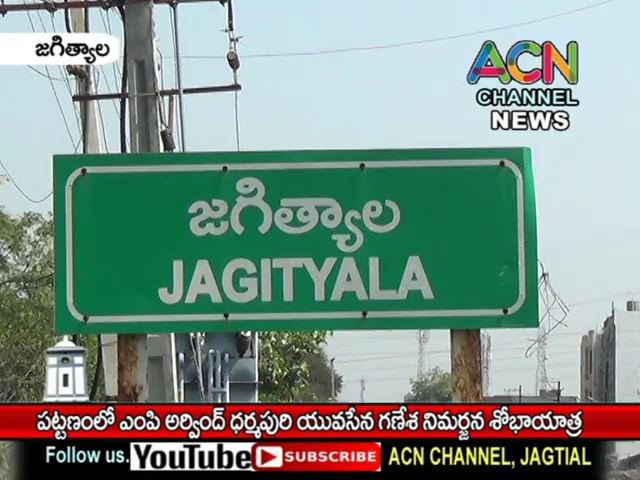 జగిత్యాల
ACN
CHANNEL
NEWS
జగిత్యాల
JAGITYALA
పట్టణంలో ఎంపి అర్వింద్ ధర్మపురి యువసేన గణేశ నిమర్జన శోభాయాత్ర
Follow us. YouTube SUBSCRIBE ACN CHANNEL, JAGTIAL